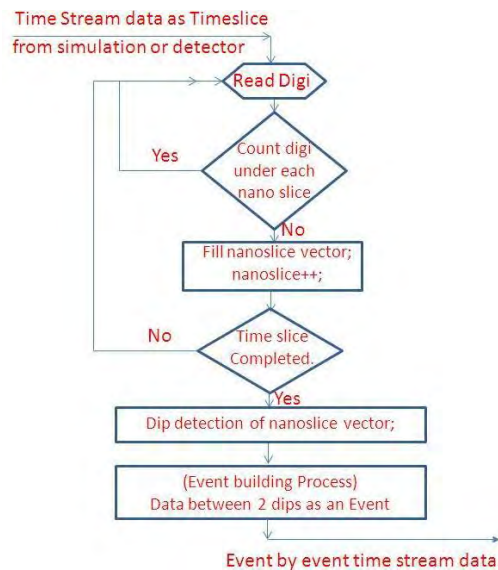 Time Stream data as Timeslice
from simulation or detector
Read Digi
Yes
Count digi
under each
nano slice
No
Fill nanoslice vector;
nanoslice++;
No
Time slice
Completed.
Yes
Dip detection of nanoslice vector;
(Event building Process)
Data between 2 dips as an Event
Event by event time stream data